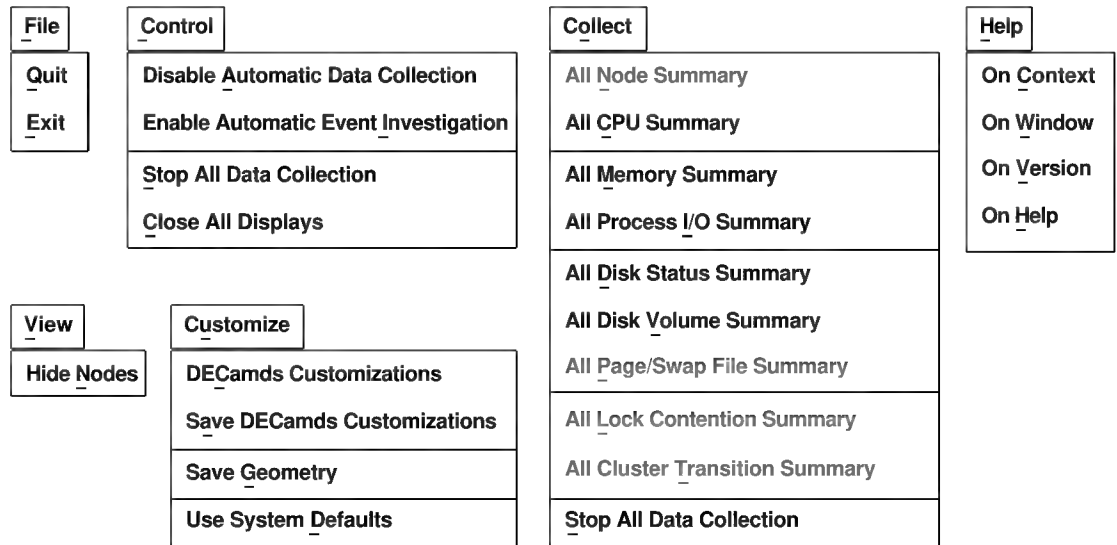 File
Quit
Exit
Control
Disable Automatic Data Collection
Enable Automatic Event Investigation
Stop All Data Collection
Close All Displays
Collect
All Node Summary
All CPU Summary
All Memory Summary
All Process I/O Summary
All Disk Status Summary
All Disk Volume Summary
All Page/Swap File Summary
All Lock Contention Summary
All Cluster Transition Summary
Stop All Data Collection
Help
On Context
On Window
On Version
On Help
View
Hide Nodes
Customize
DECamds Customizations
Save DECamds Customizations
Save Geometry
Use System Defaults